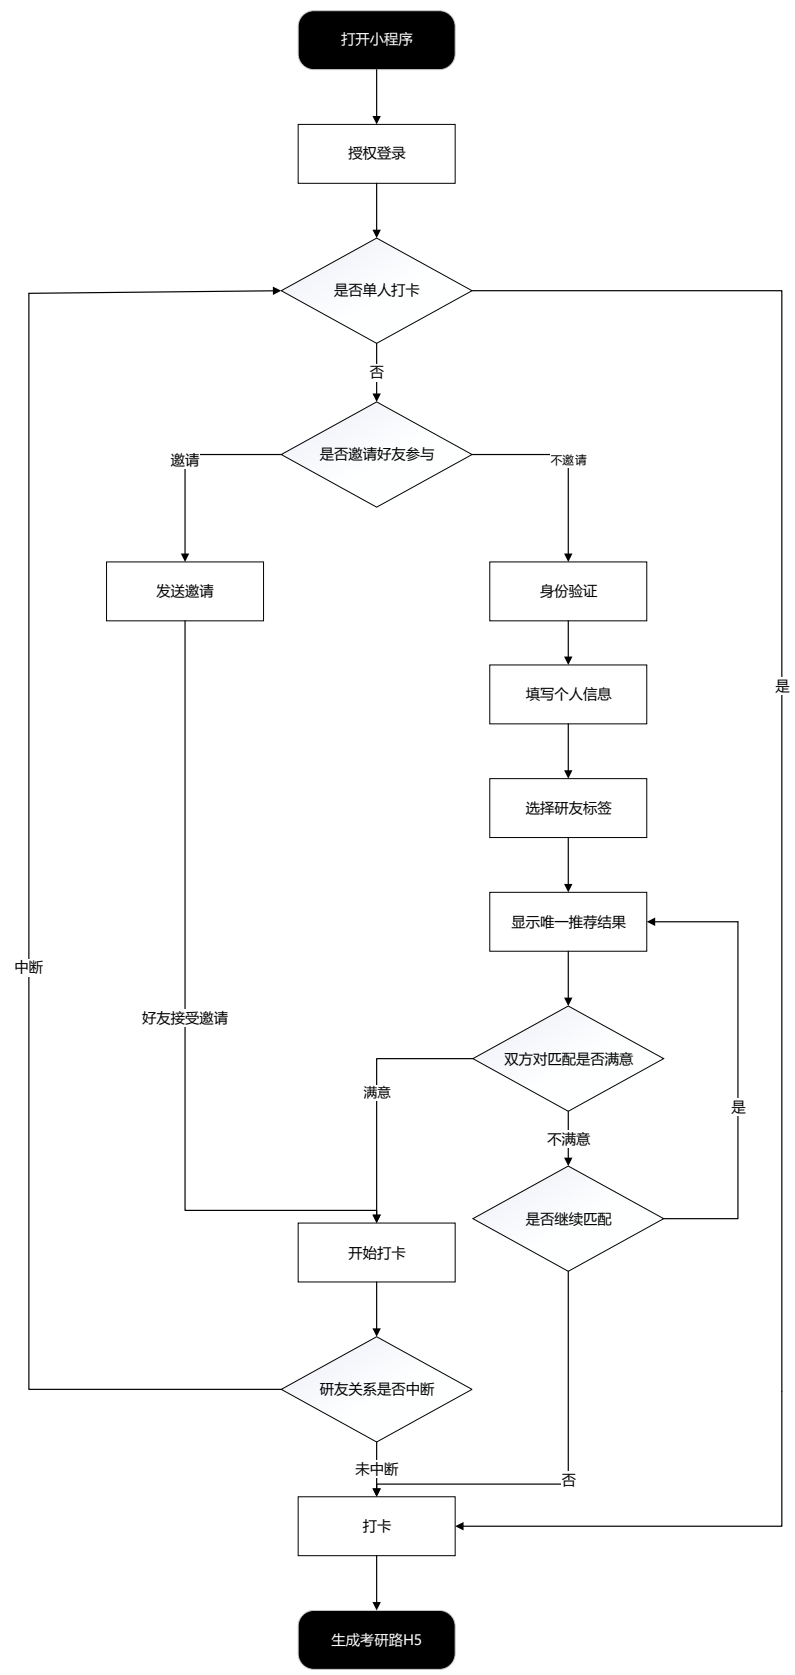 打开小程序
授权登录
是否单人打卡
否
是否邀请好友参与
邀请
不邀请
发送邀请
身份验证
填写个人信息
是
选择研友标签
显示唯一推荐结果
中断
好友接受邀请
双方对匹配是否满意
满意
是
不满意
是否继续匹配
开始打卡
研友关系是否中断
未中断
否
打卡
生成考研路H5